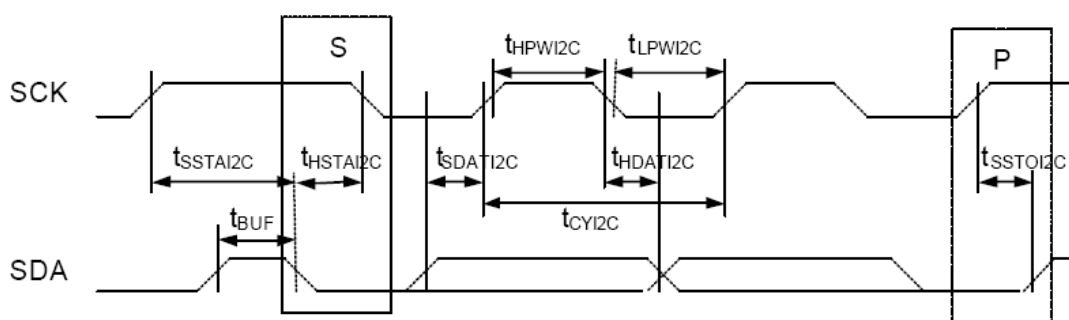 S
P
tHPWI2C
tLPWI2C
SCK
tSSTAI2C
tHSTAI2C
tSDATI2C
tHDATI2C
tSSTOI2C
tBUF
tCYI2C
SDA